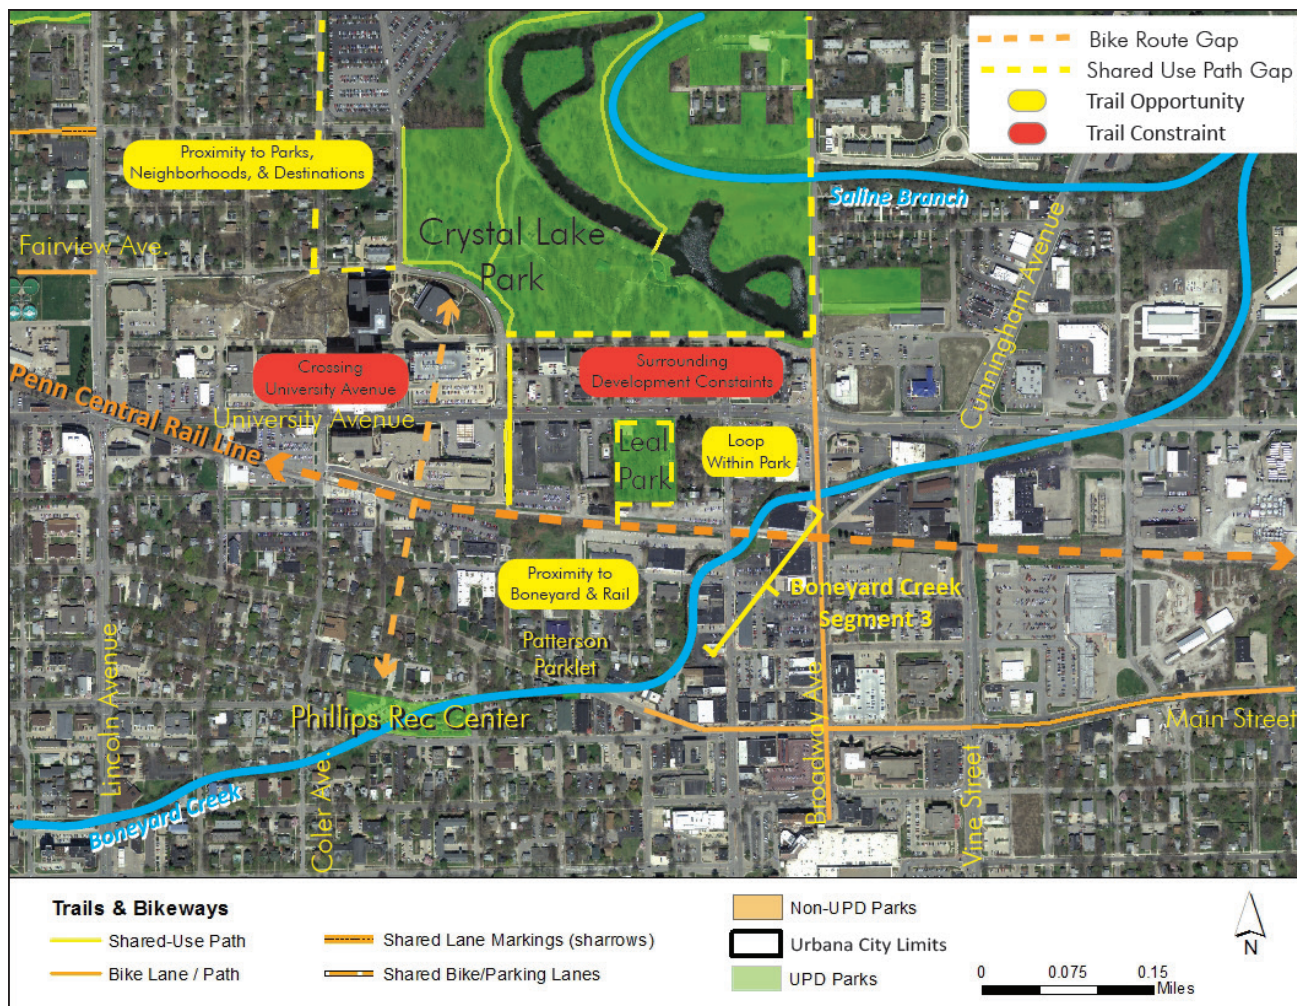 Bike Route Gap
Shared Use Path Gap
Trail Opportunity
Trail Constraint
Proximity to Parks,
Neighborhoods, & Destinations
Saline Branch
Fairview Ave.
Crystal Lake
Park
Cunningham Avenue
Crossing
University Avenue
Surrounding
Development Constaints
Penn Central Rail Line
University Avenue
Leal
Park
Loop
Within Park
Proximity to
Boneyard & Rail
Boneyard Creek
Segment 3
Patterson
Parklet
Lincoln Avenue
Phillips Rec Center
Broadway Ave
Main Street
Boneyard Creek
Coler Ave.
Vine Street
Trails & Bikeways
Shared-Use Path
Bike Lane / Path
Shared Lane Markings (sharrows)
Shared Bike/Parking Lanes
Non-UPD Parks
Urbana City Limits
UPD Parks
N
0 0.075 0.15
Miles